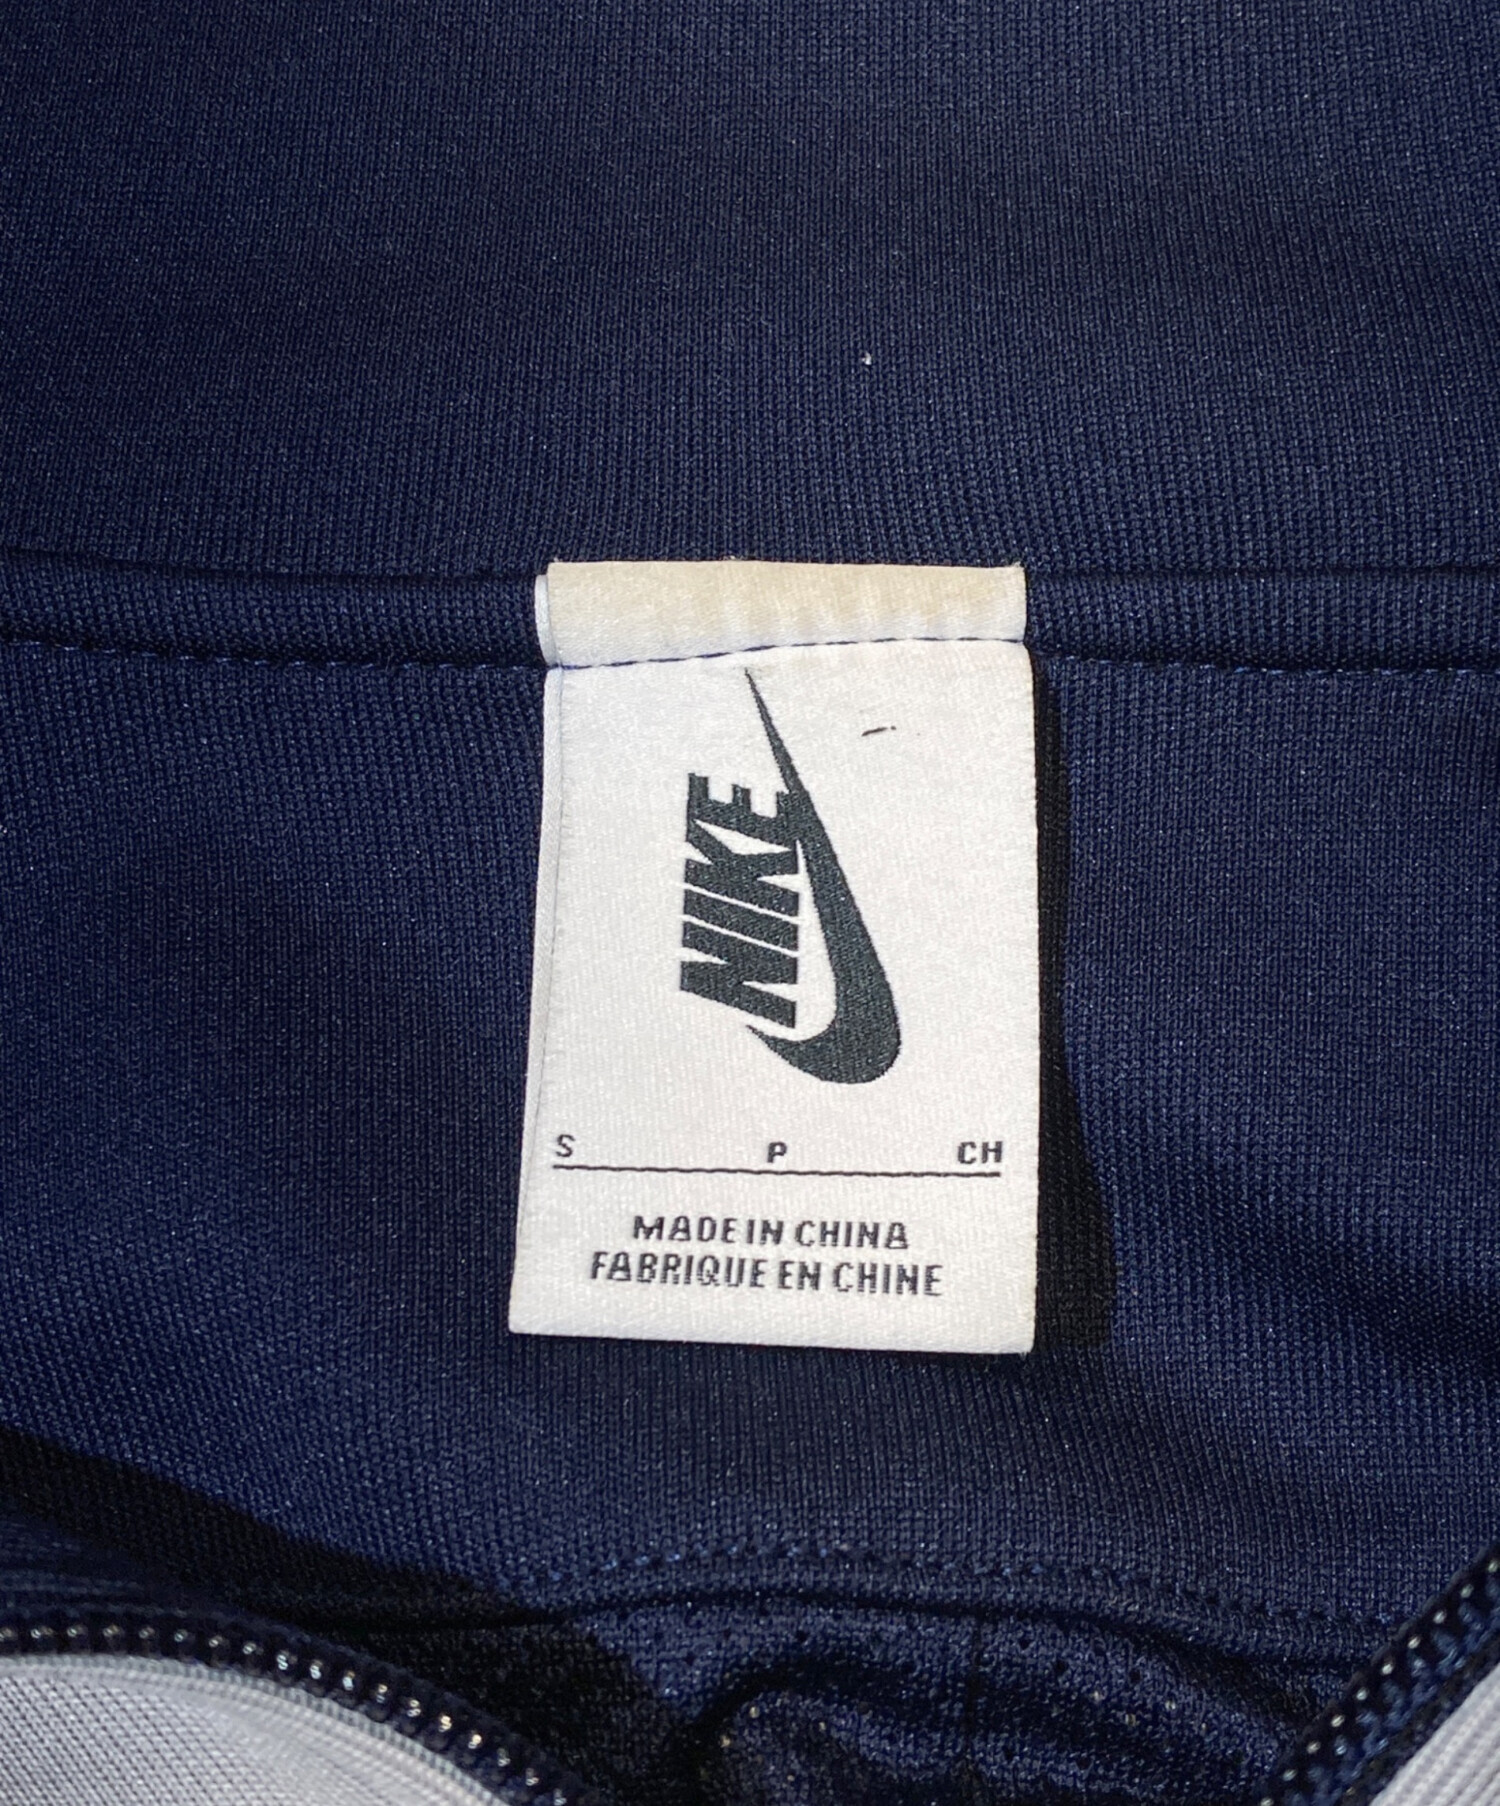 NIKE
S P CH
MADE IN CHINA
FABRIQUE EN CHINE